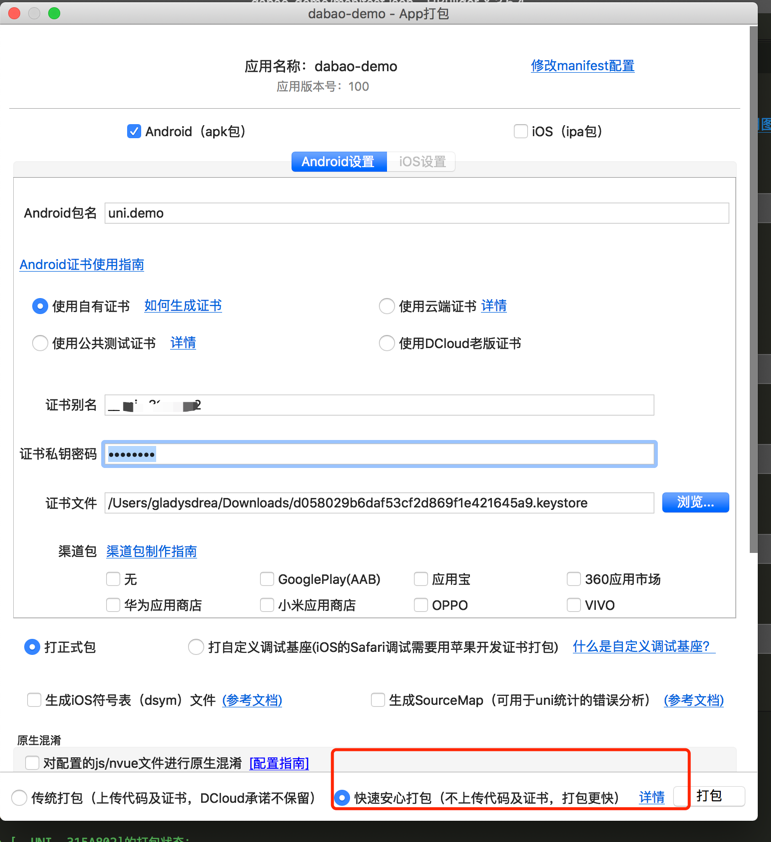 dabao-demo - App打包
应用名称： dabao-demo
修改manifest配置
应用版本号：100
Android（apk包）
iOS（ipa包）
Android设置
iOS设置
Android包名
uni.demo
Android证书使用指南
使用自有证书 如何生成证书
使用云端证书 详情
使用公共测试证书 详情
使用DCloud老版证书
证书别名
证书私钥密码
••••••••
证书文件
/Users/gladysdrea/Downloads/d058029b6daf53cf2d869f1e421645a9.keystore
浏览...
渠道包 渠道包制作指南
无
GooglePlay(AAB)
应用宝
360应用市场
华为应用商店
小米应用商店
OPPO
VIVO
打正式包
打自定义调试基座(iOS的Safari调试需要用苹果开发证书打包)
什么是自定义调试基座？
生成iOS符号表（dsym）文件 (参考文档)
生成SourceMap（可用于uni统计的错误分析） (参考文档)
原生混淆
对配置的js/nvue文件进行原生混淆 [配置指南]
传统打包（上传代码及证书，DCloud承诺不保留）
快速安心打包（不上传代码及证书，打包更快）
详情
打包